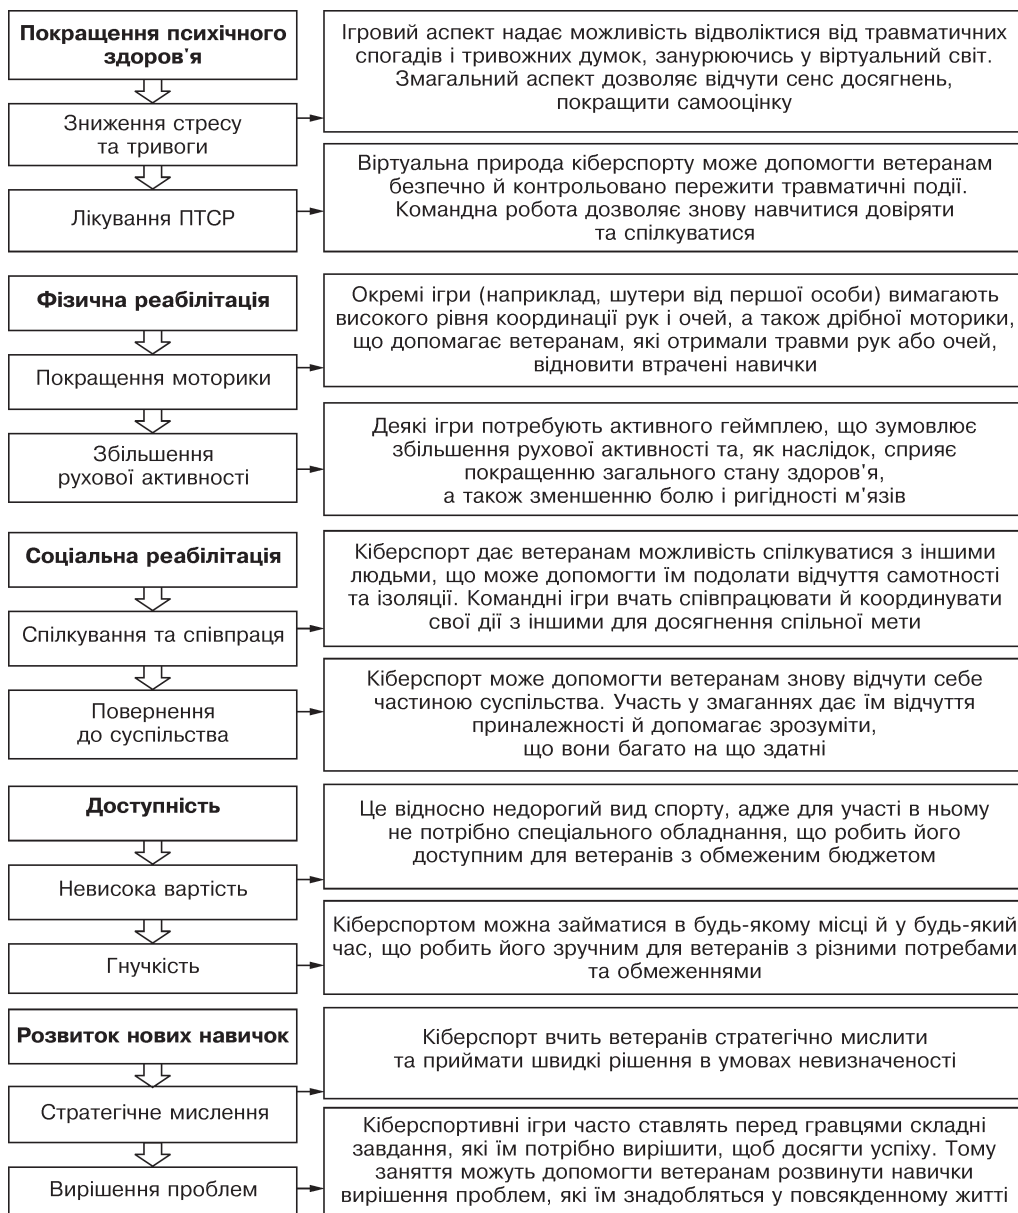 Покращення психічного
здоров'я
Ігровий аспект надає можливість відволіктися від травматичних
спогадів і тривожних думок, занурюючись у віртуальний світ.
Змагальний аспект дозволяє відчути сенс досягнень,
покращити самооцінку
Зниження стресу
та тривоги
Віртуальна природа кіберспорту може допомогти ветеранам
безпечно й контрольовано пережити травматичні події.
Командна робота дозволяє знову навчитися довіряти
та спілкуватися
Лікування ПТСР
Фізична реабілітація
Окремі ігри (наприклад, шутери від першої особи) вимагають
високого рівня координації рук і очей, а також дрібної моторики,
що допомагає ветеранам, які отримали травми рук або очей,
відновити втрачені навички
Покращення моторики
Деякі ігри потребують активного геймплею, що зумовлює
збільшення рухової активності та, як наслідок, сприяє
покращенню загального стану здоров'я,
а також зменшенню болю і ригідності м'язів
Збільшення
рухової активності
Соціальна реабілітація
Кіберспорт дає ветеранам можливість спілкуватися з іншими
людьми, що може допомогти їм подолати відчуття самотності
та ізоляції. Командні ігри вчать співпрацювати й координувати
свої дії з іншими для досягнення спільної мети
Спілкування та співпраця
Кіберспорт може допомогти ветеранам знову відчути себе
частиною суспільства. Участь у змаганнях дає їм відчуття
приналежності й допомагає зрозуміти,
що вони багато на що здатні
Повернення
до суспільства
Доступність
Це відносно недорогий вид спорту, адже для участі в ньому
не потрібно спеціального обладнання, що робить його
доступним для ветеранів з обмеженим бюджетом
Невисока вартість
Кіберспортом можна займатися в будь-якому місці й у будь-який
час, що робить його зручним для ветеранів з різними потребами
та обмеженнями
Гнучкість
Розвиток нових навичок
Кіберспорт вчить ветеранів стратегічно мислити
та приймати швидкі рішення в умовах невизначеності
Стратегічне мислення
Кіберспортивні ігри часто ставлять перед гравцями складні
завдання, які їм потрібно вирішити, щоб досягти успіху. Тому
заняття можуть допомогти ветеранам розвинути навички
вирішення проблем, які їм знадобляться у повсякденному житті
Вирішення проблем